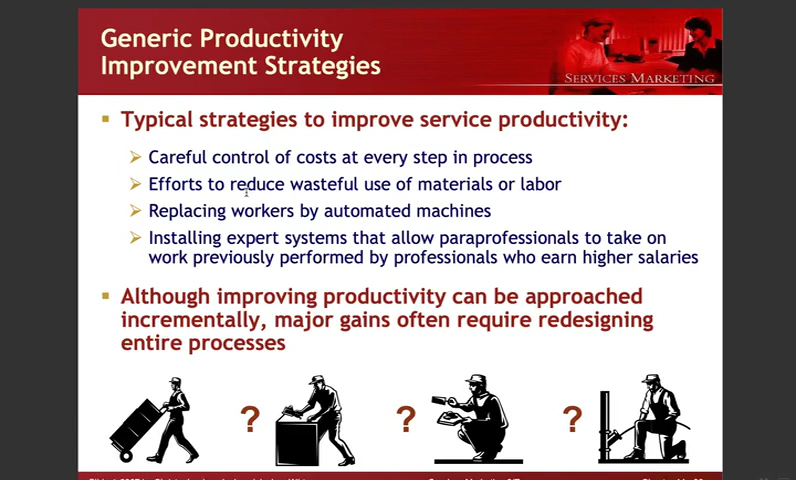 Generic Productivity
Improvement Strategies
SERVICES MARKETING
Typical strategies to improve service productivity:
Careful control of costs at every step in process
Efforts to reduce wasteful use of materials or labor
Replacing workers by automated machines
Installing expert systems that allow paraprofessionals to take on
work previously performed by professionals who earn higher salaries
Although improving productivity can be approached
incrementally, major gains often require redesigning
entire processes
? ? ?